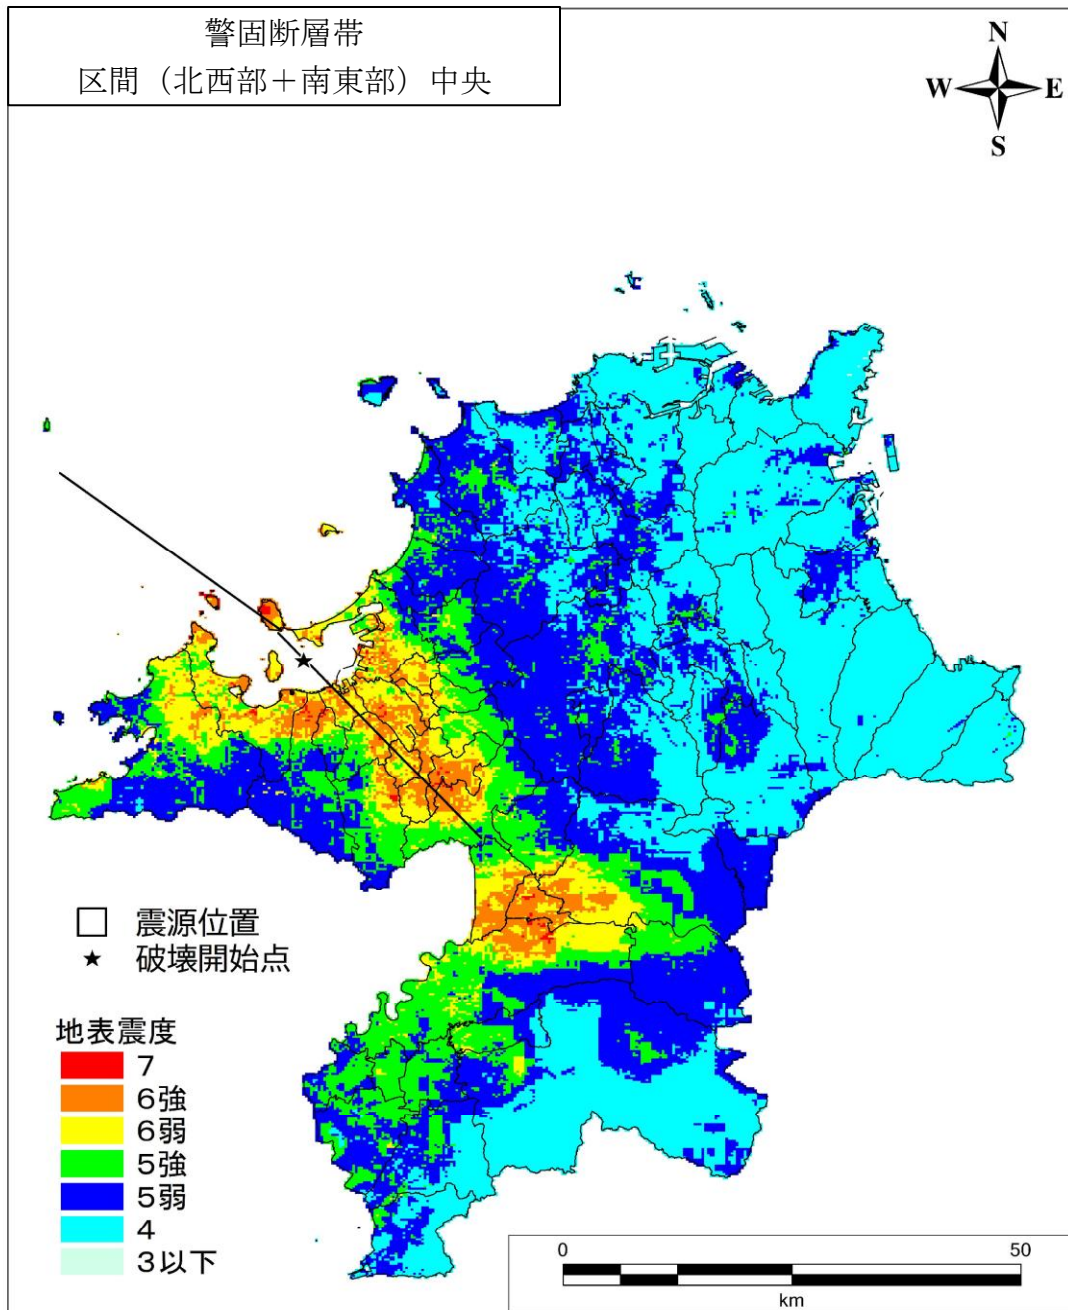 警固断層帯
区間（北西部＋南東部）中央
N
W E
S
震源位置
破壊開始点
地表震度
7
6強
6弱
5強
5弱
4
3以下
0 50
km